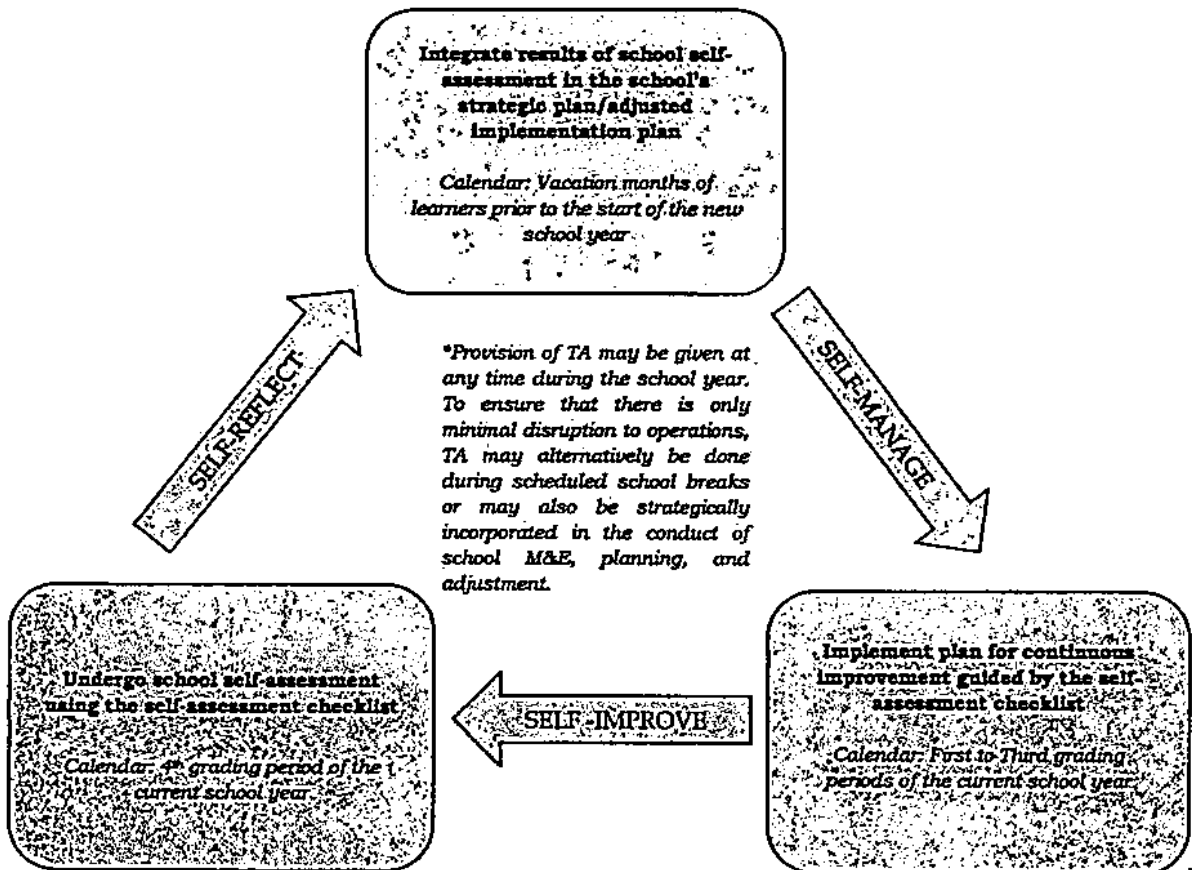 Integrate results of school self-
assessment in the school's
strategic plan/adjusted
implementation plan
Calendar: Vacation months of
learners prior to the start of the new
school year
SELF-REFLECT
SELF-MANAGE
*Provision of TA may be given at
any time during the school year.
To ensure that there is only
minimal disruption to operations,
TA may alternatively be done
during scheduled school breaks
or may also be strategically
incorporated in the conduct of
school M&E, planning, and
adjustment.
Undergo school self-assessment
using the self-assessment checklist
Calendar: 4th grading period of the
current school year
SELF-IMPROVE
Implement plan for continuous
improvement guided by the self-
assessment checklist
Calendar: First to Third grading
periods of the current school year